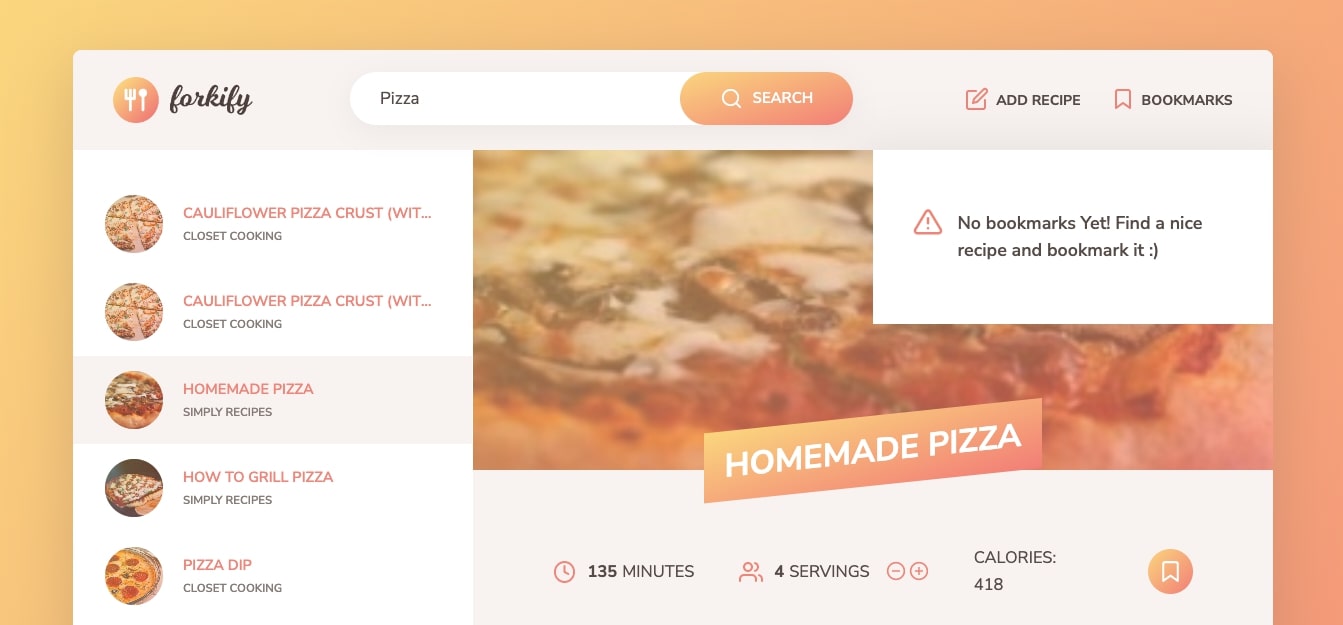 forkify
Pizza
SEARCH
ADD RECIPE
BOOKMARKS
CAULIFLOWER PIZZA CRUST (WIT...
CLOSET COOKING
CAULIFLOWER PIZZA CRUST (WIT...
CLOSET COOKING
HOMEMADE PIZZA
SIMPLY RECIPES
HOW TO GRILL PIZZA
SIMPLY RECIPES
PIZZA DIP
CLOSET COOKING
No bookmarks Yet! Find a nice
recipe and bookmark it :)
HOMEMADE PIZZA
135 MINUTES
4 SERVINGS
CALORIES:
418